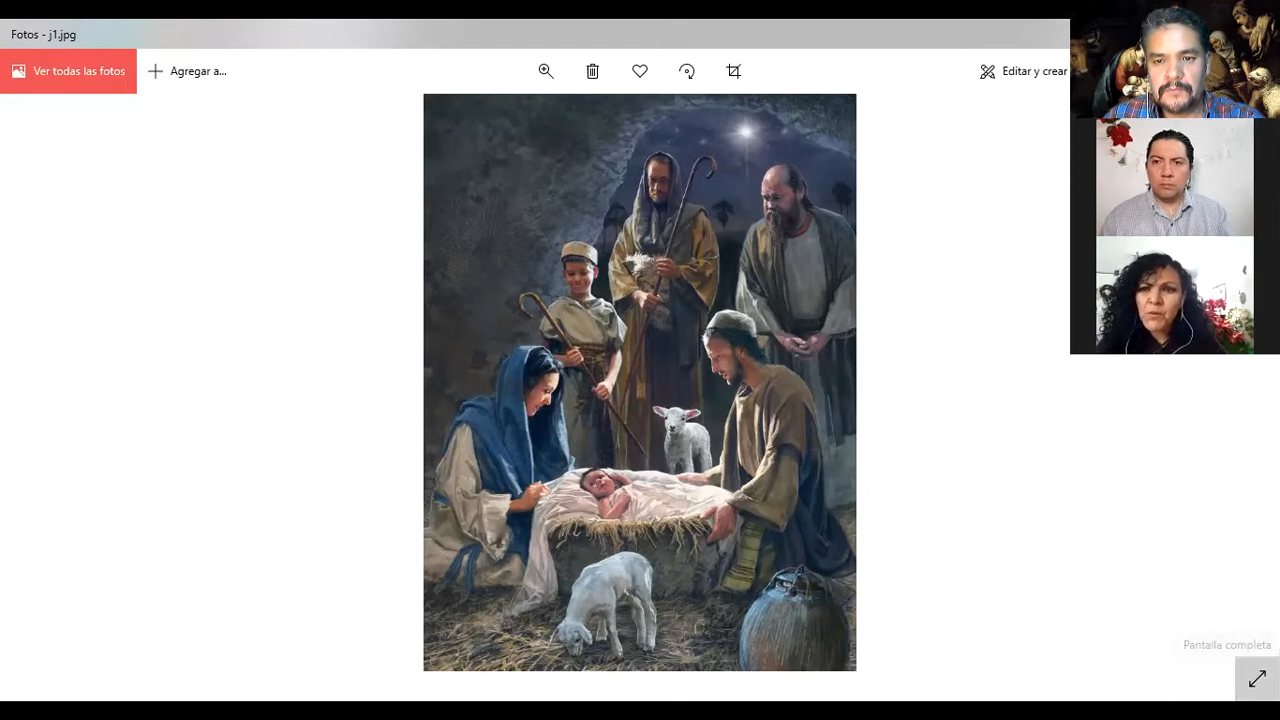 Fotos - j1.jpg
Ver todas las fotos
Agregar a...
Editar y crear
Pantalla completa